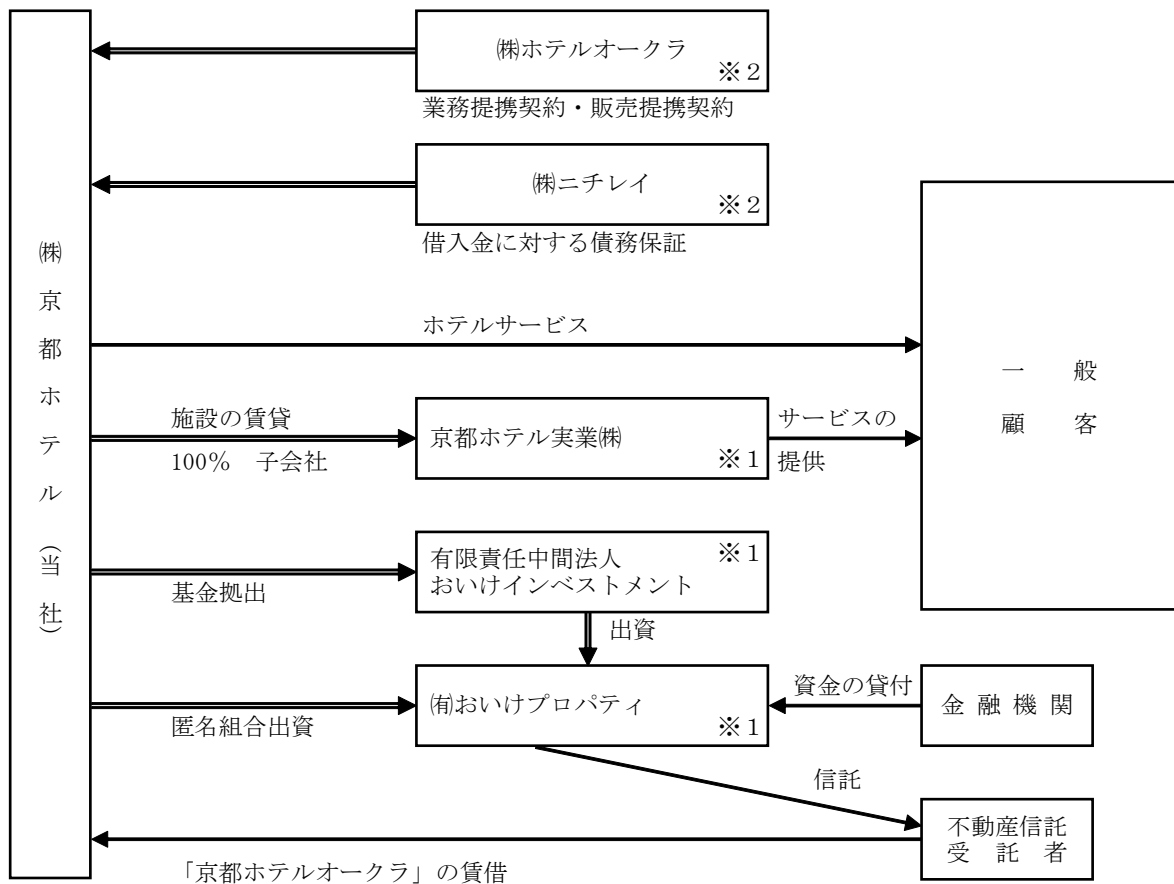 ㈱ホテルオークラ
※2
業務提携契約・販売提携契約
㈱ニチレイ
※2
借入金に対する債務保証
㈱京都ホテル(当社)
ホテルサービス
一 般
顧 客
施設の賃貸
100% 子会社
京都ホテル実業㈱
※1
サービスの
提供
有限責任中間法人
おいけインベストメント
※1
基金拠出
出資
㈲おいけプロパティ
※1
匿名組合出資
資金の貸付
金 融 機 関
信託
不動産信託
受 託 者
「京都ホテルオークラ」の賃借